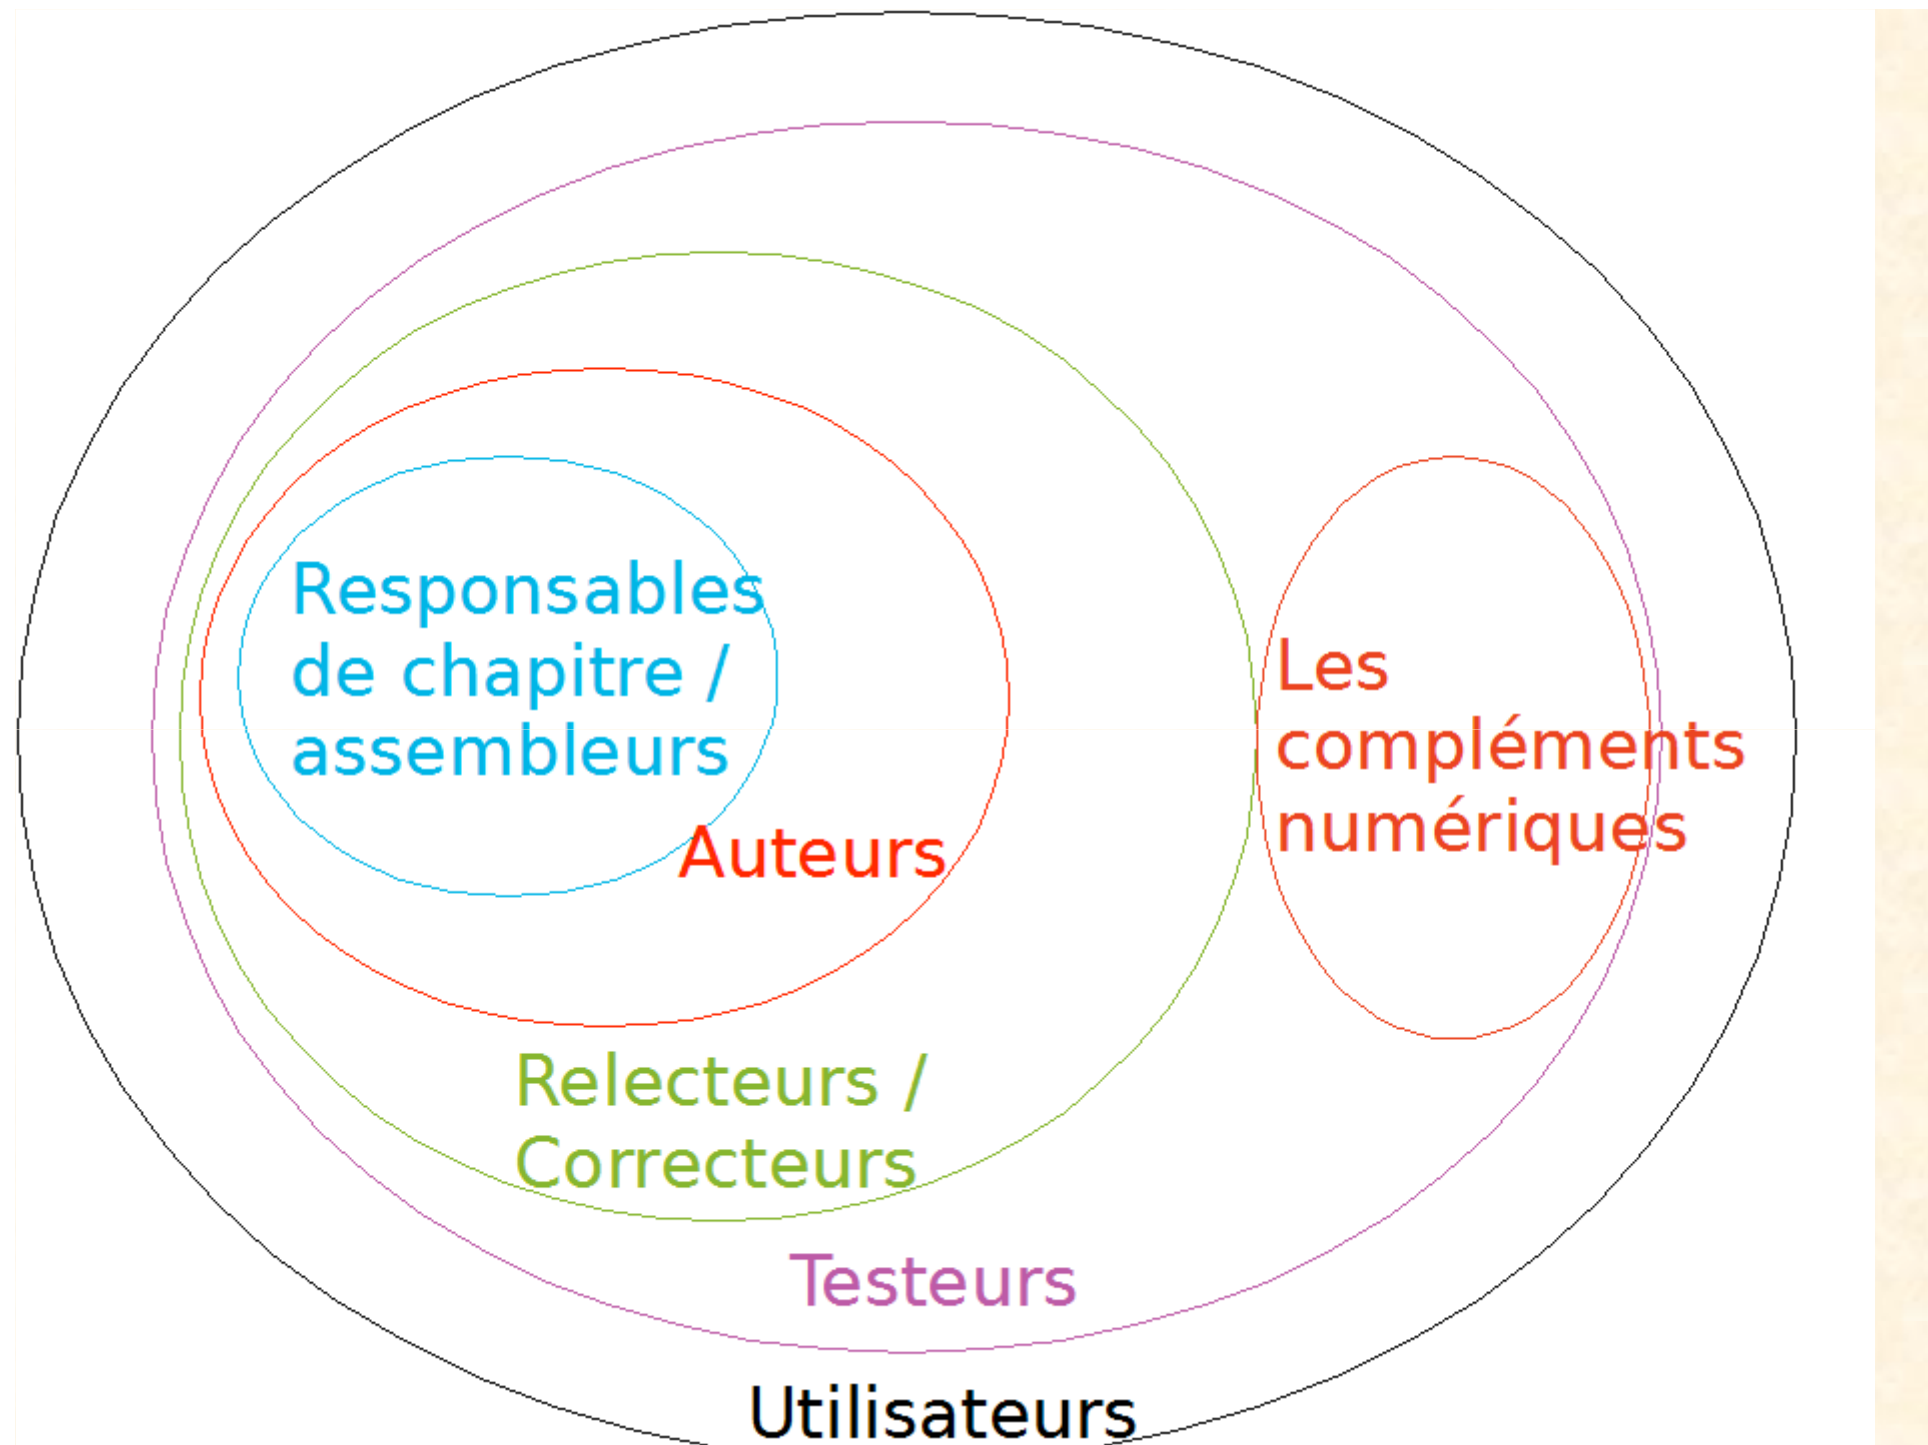 Responsables
de chapitre /
assembleurs
Auteurs
Les
compléments
numériques
Relecteurs /
Correcteurs
Testeurs
Utilisateurs